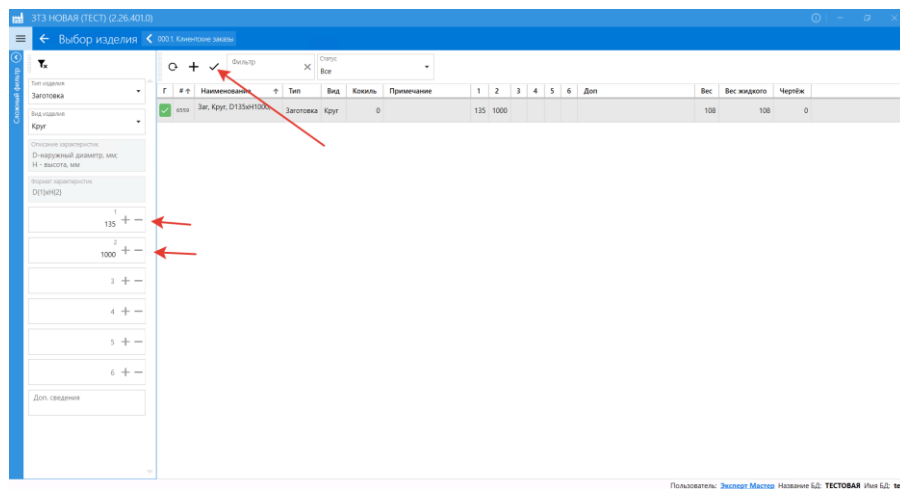 ЗТЗ НОВАЯ (ТЕСТ) (2.26.401.0)
Выбор изделия
000.1 Клиентские заказы
Сложный фильтр
Тип изделия
Заготовка
Вид изделия
Круг
Описание характеристик
D-наружный диаметр, мм;
H - высота, мм
Формат характеристик
D{1}xH{2}
1
135
2
1000
3
4
5
6
Доп. сведения
Фильтр
Статус
Все
Г # Наименование Тип Вид Кокиль Примечание 1 2 3 4 5 6 Доп Вес Вес жидкого Чертёж
6559 Заг, Круг, D135xH1000, Заготовка Круг 0 135 1000 108 108 0
Пользователь: Эксперт Мастер Название БД: ТЕСТОВАЯ Имя БД: te